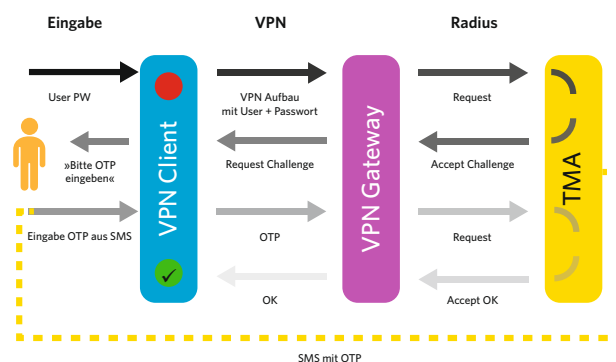 Eingabe
VPN
Radius
User PW
VPN Aufbau
mit User + Passwort
Request
»Bitte OTP
eingeben«
Request Challenge
Accept Challenge
Eingabe OTP aus SMS
OTP
Request
OK
Accept OK
VPN Client
VPN Gateway
TMA
SMS mit OTP